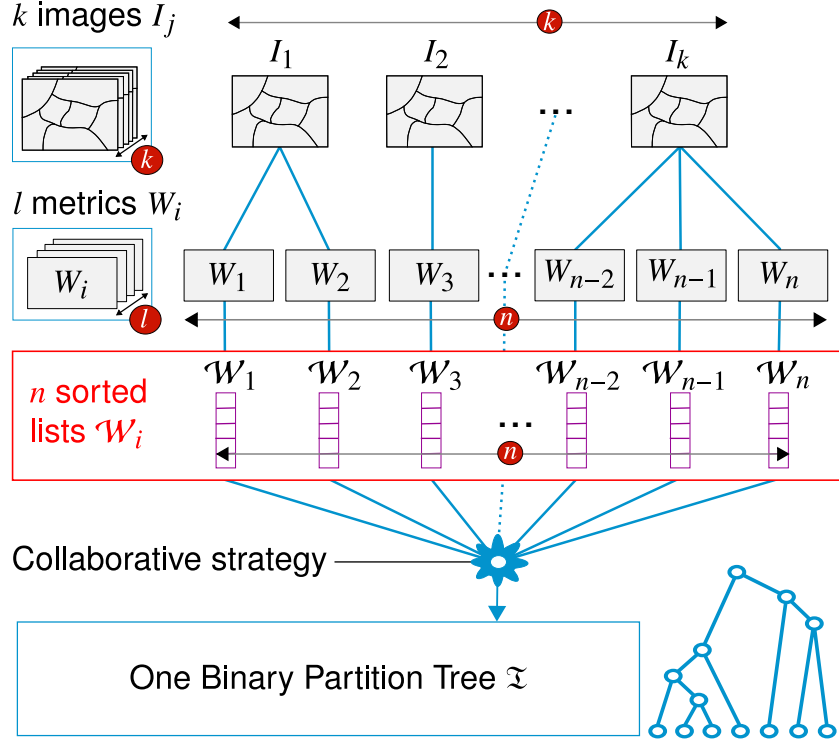 k images I_j
k
I_1 I_2 ... I_k
k
l metrics W_i
W_i
l
W_1 W_2 W_3 ... W_{n−2} W_{n−1} W_n
n
𝒲_1 𝒲_2 𝒲_3 𝒲_{n−2} 𝒲_{n−1} 𝒲_n
n sorted
lists 𝒲_i
...
n
Collaborative strategy
One Binary Partition Tree 𝔗